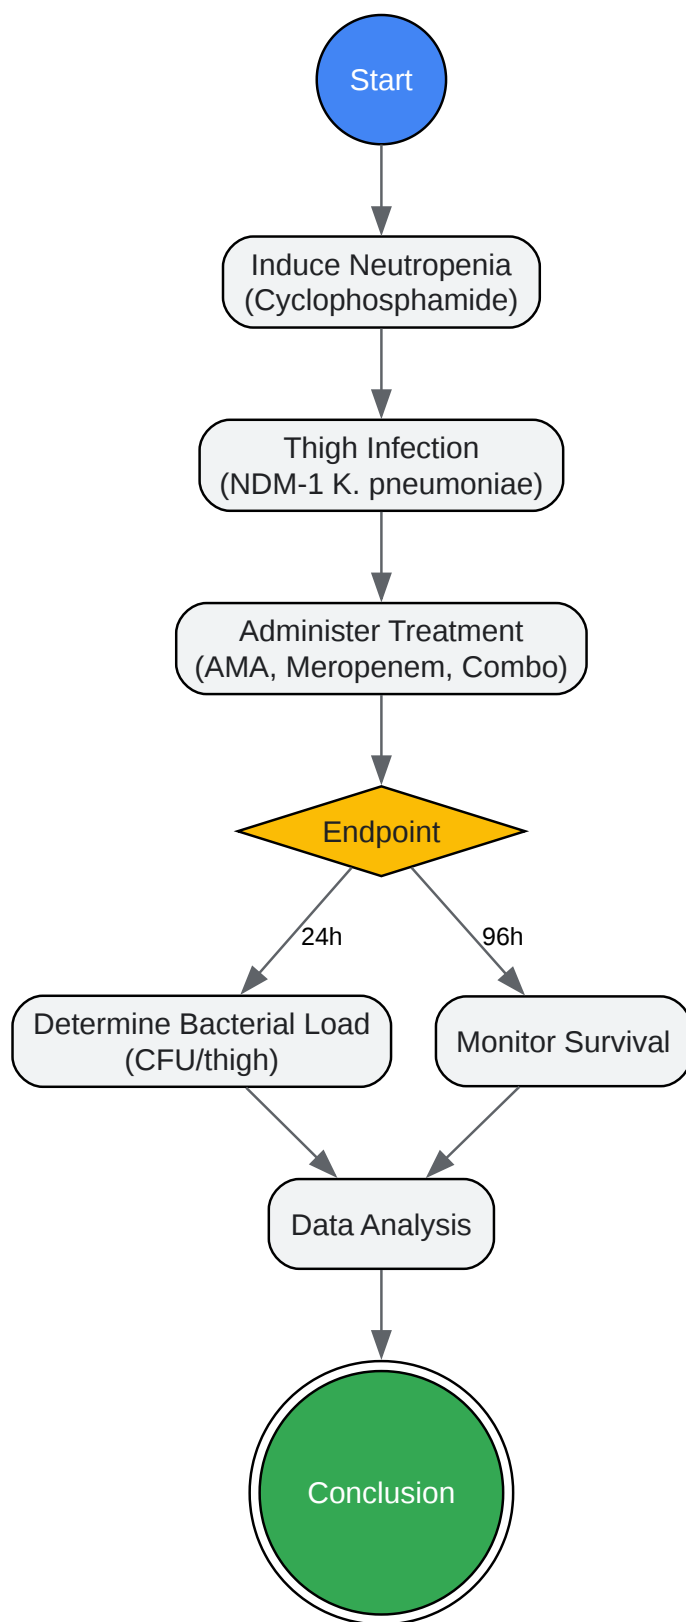 Start
Induce Neutropenia
(Cyclophosphamide)
Thigh Infection
(NDM-1 K. pneumoniae)
Administer Treatment
(AMA, Meropenem, Combo)
Endpoint
24h
96h
Determine Bacterial Load
(CFU/thigh)
Monitor Survival
Data Analysis
Conclusion